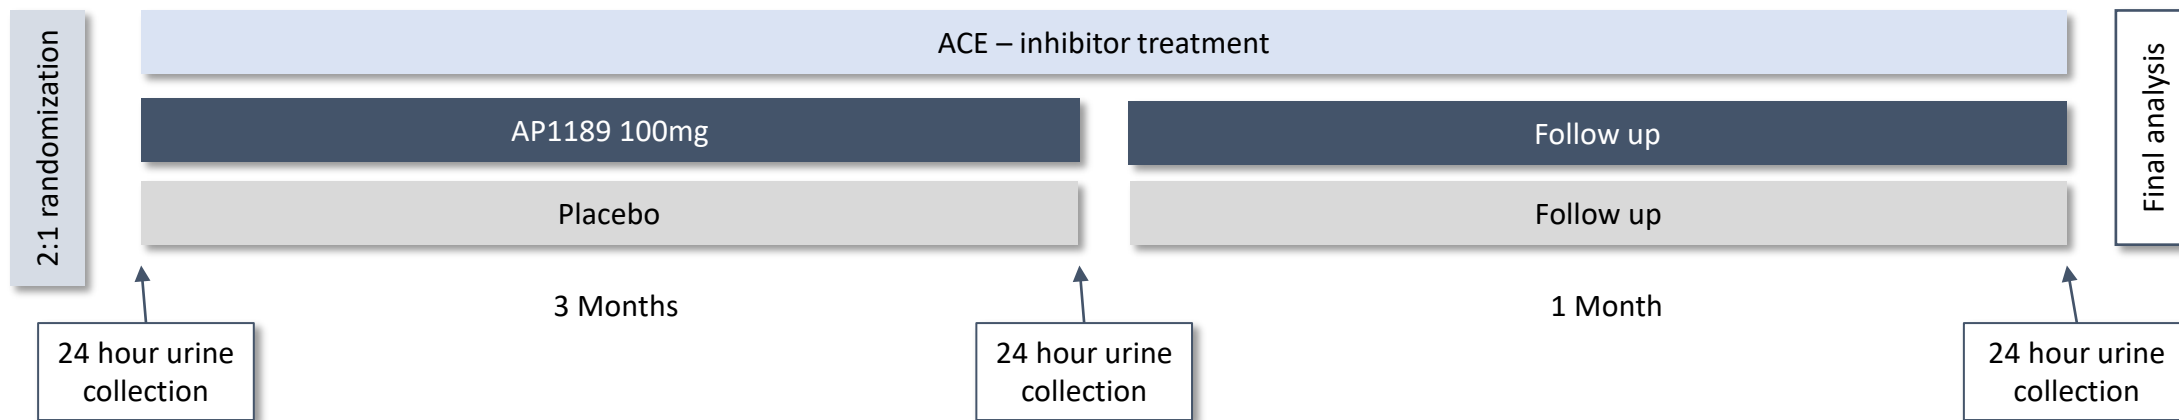 2:1 randomization
ACE – inhibitor treatment
Final analysis
AP1189 100mg
Follow up
Placebo
Follow up
3 Months
1 Month
24 hour urine
collection
24 hour urine
collection
24 hour urine
collection